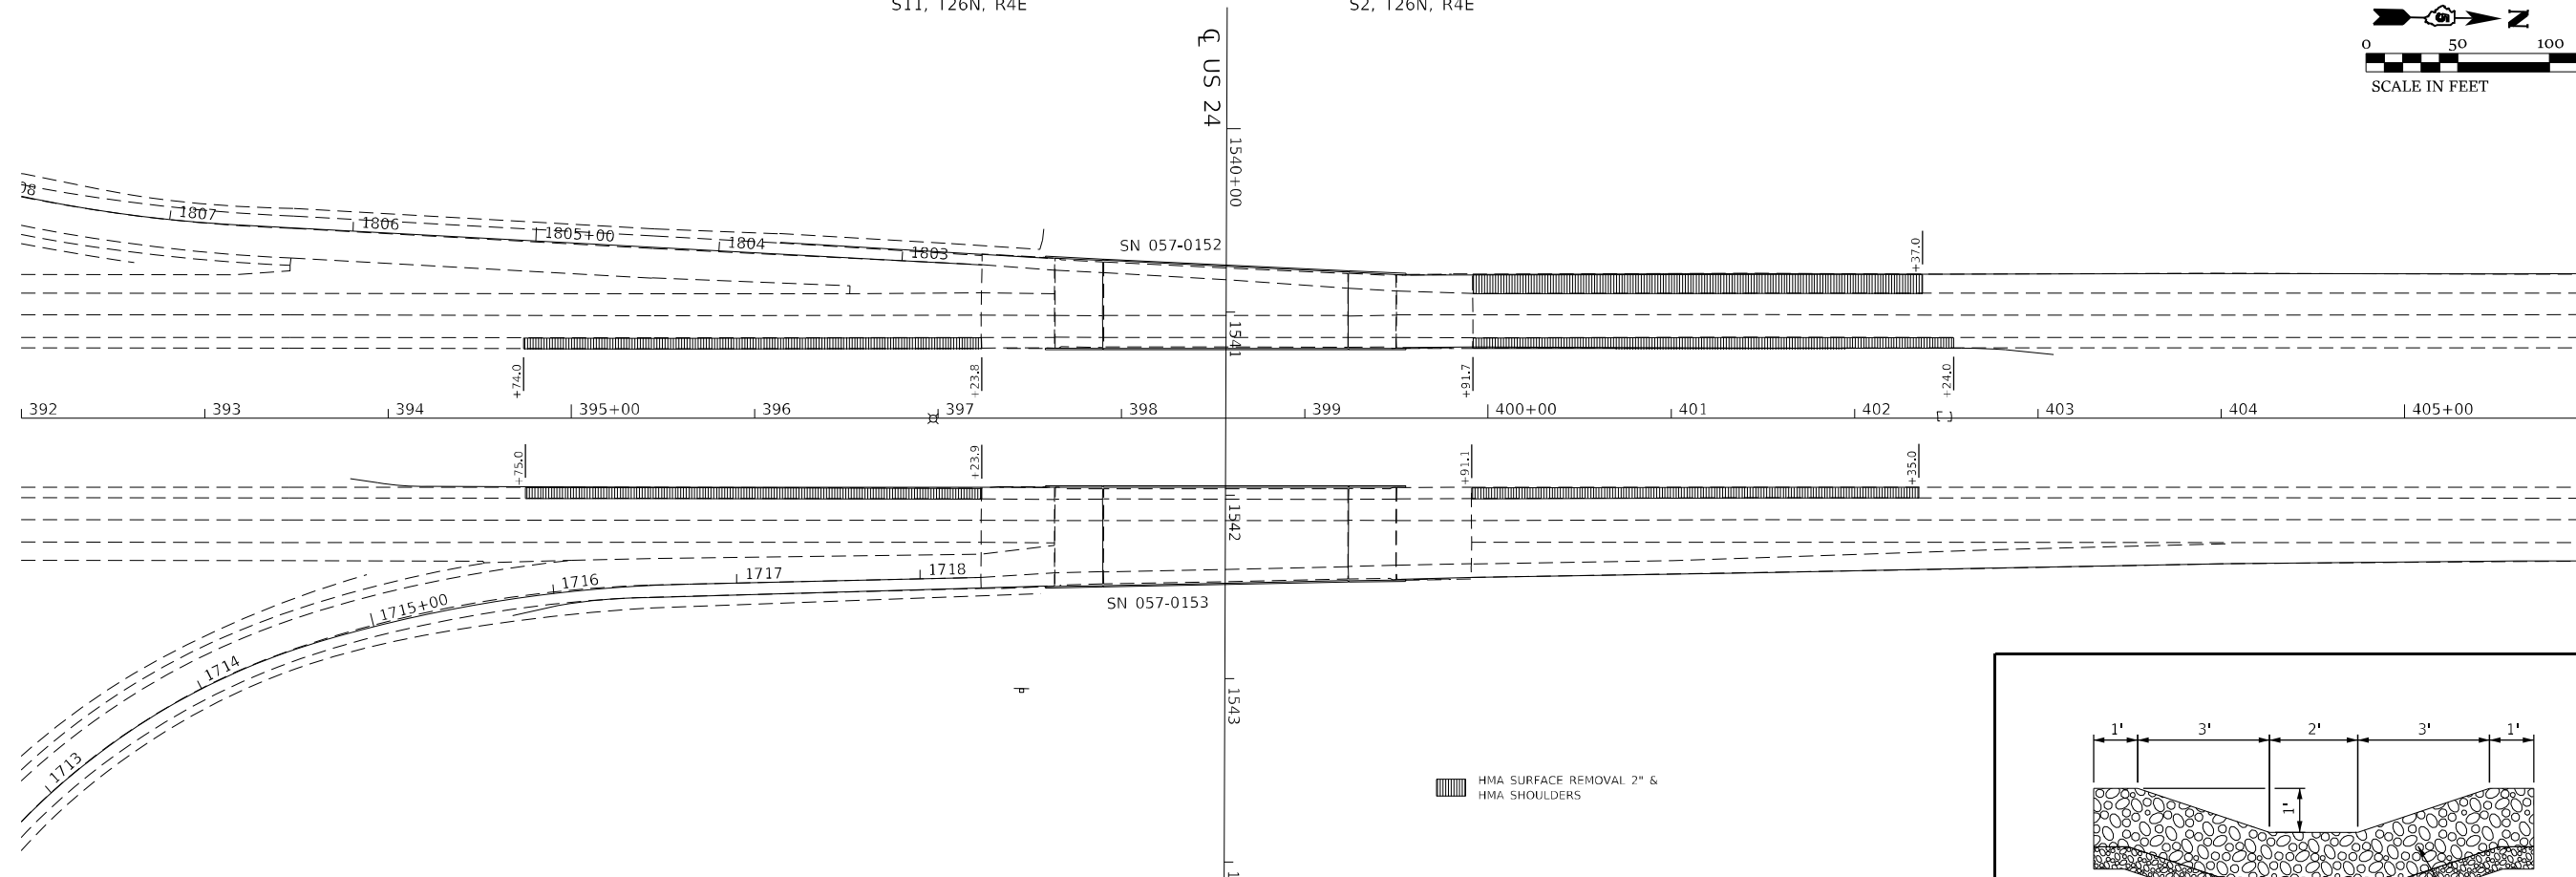 S11, T26N, R4E
S2, T26N, R4E
N
0 50 100
SCALE IN FEET
℄ US 24
1540+00
1541
1542
1543
1807
1806
1805+00
1804
1803
SN 057-0152
+37.0
+74.0
+23.8
+91.7
+24.0
392 393 394 395+00 396 397 398 399 400+00 401 402 403 404 405+00
+75.0
+23.9
+91.1
+35.0
1718
1717
1716
1715+00
1714
1713
SN 057-0153
HMA SURFACE REMOVAL 2" &
HMA SHOULDERS
1' 3' 2' 3' 1'
1'